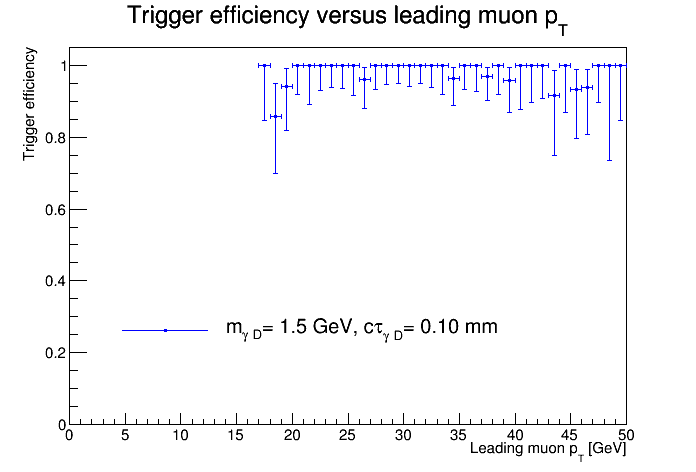 Trigger efficiency versus leading muon p_T
Trigger efficiency
1
0.8
0.6
0.4
0.2
0
m_γ D= 1.5 GeV, cτ_γ D= 0.10 mm
0 5 10 15 20 25 30 35 40 45 50
Leading muon p_T [GeV]